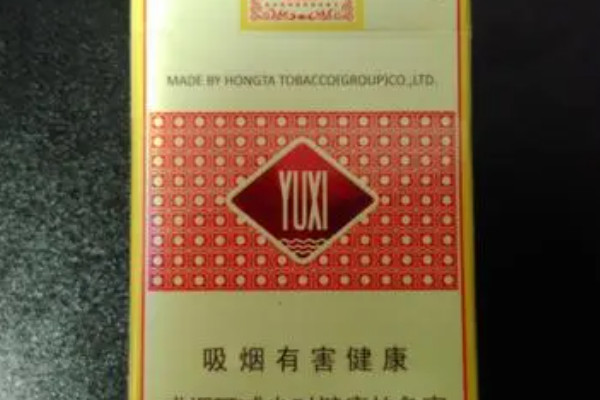 MADE BY HONGTA TOBACCO(GROUP)CO.,LTD.
YUXI
吸烟有害健康